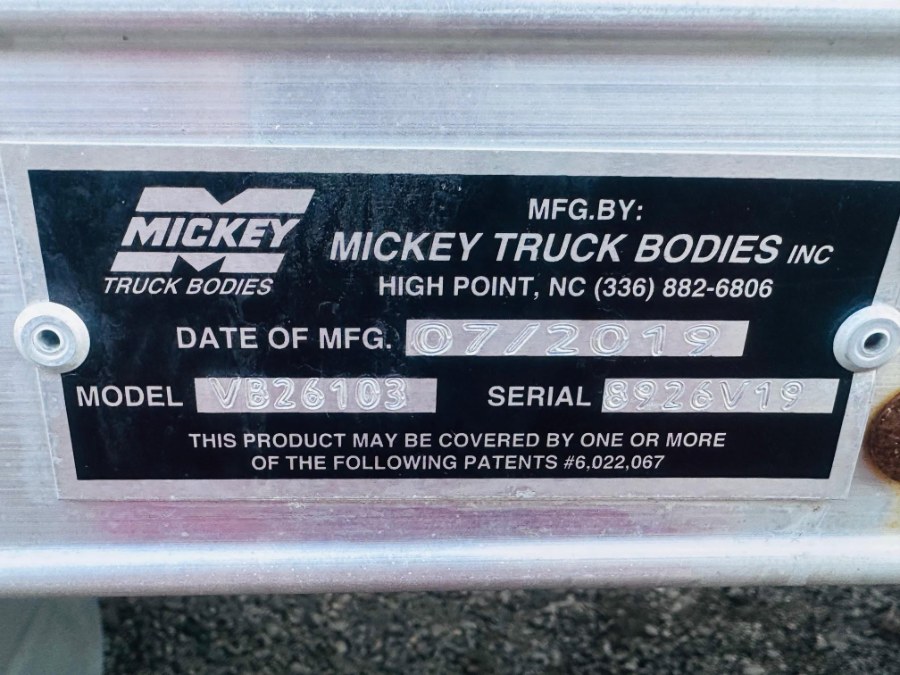 MICKEY
TRUCK BODIES
MFG.BY:
MICKEY TRUCK BODIES INC
HIGH POINT, NC (336) 882-6806
DATE OF MFG. 07/2019
MODEL VB26103 SERIAL 8926V19
THIS PRODUCT MAY BE COVERED BY ONE OR MORE
OF THE FOLLOWING PATENTS #6,022,067